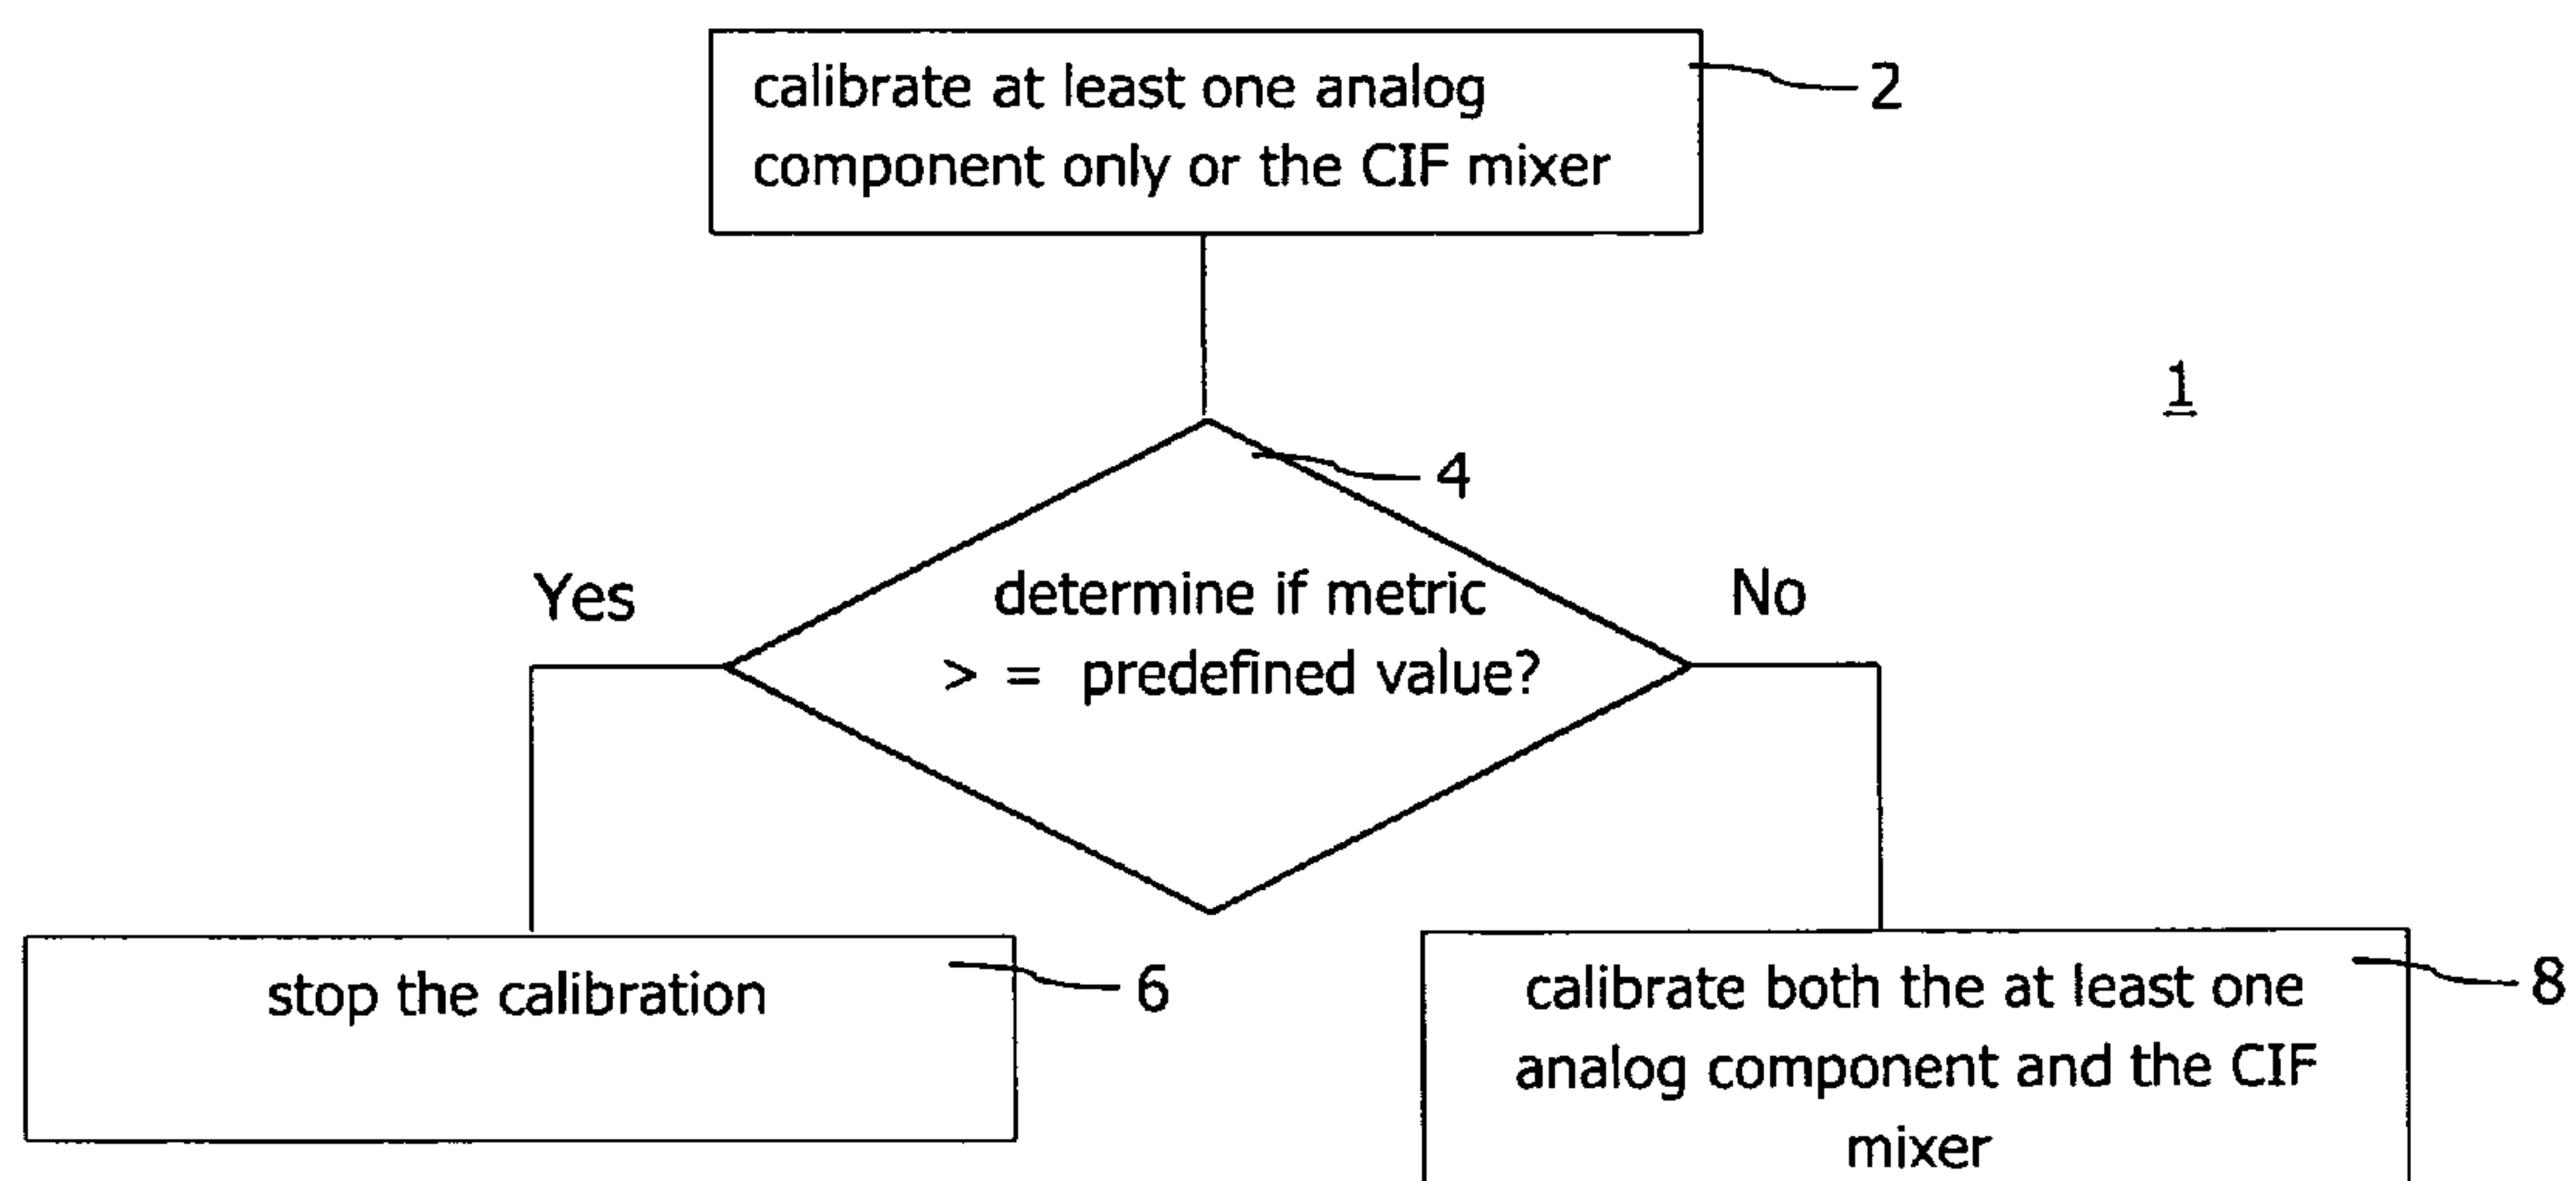 calibrate at least one analog
component only or the CIF mixer
2
1
4
determine if metric
> = predefined value?
Yes
No
stop the calibration
6
calibrate both the at least one
analog component and the CIF
mixer
8